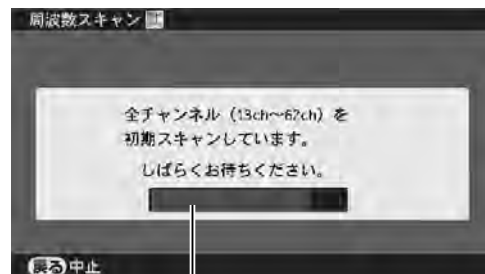 周波数スキャン
全チャンネル（13ch～62ch）を
初期スキャンしています。
しばらくお待ちください。
戻る 中止